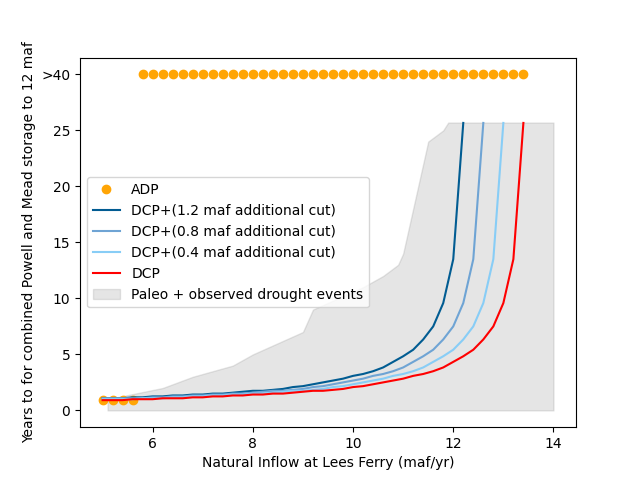 Years to for combined Powell and Mead storage to 12 maf
>40
25
20
15
10
5
0
ADP
DCP+(1.2 maf additional cut)
DCP+(0.8 maf additional cut)
DCP+(0.4 maf additional cut)
DCP
Paleo + observed drought events
6 8 10 12 14
Natural Inflow at Lees Ferry (maf/yr)